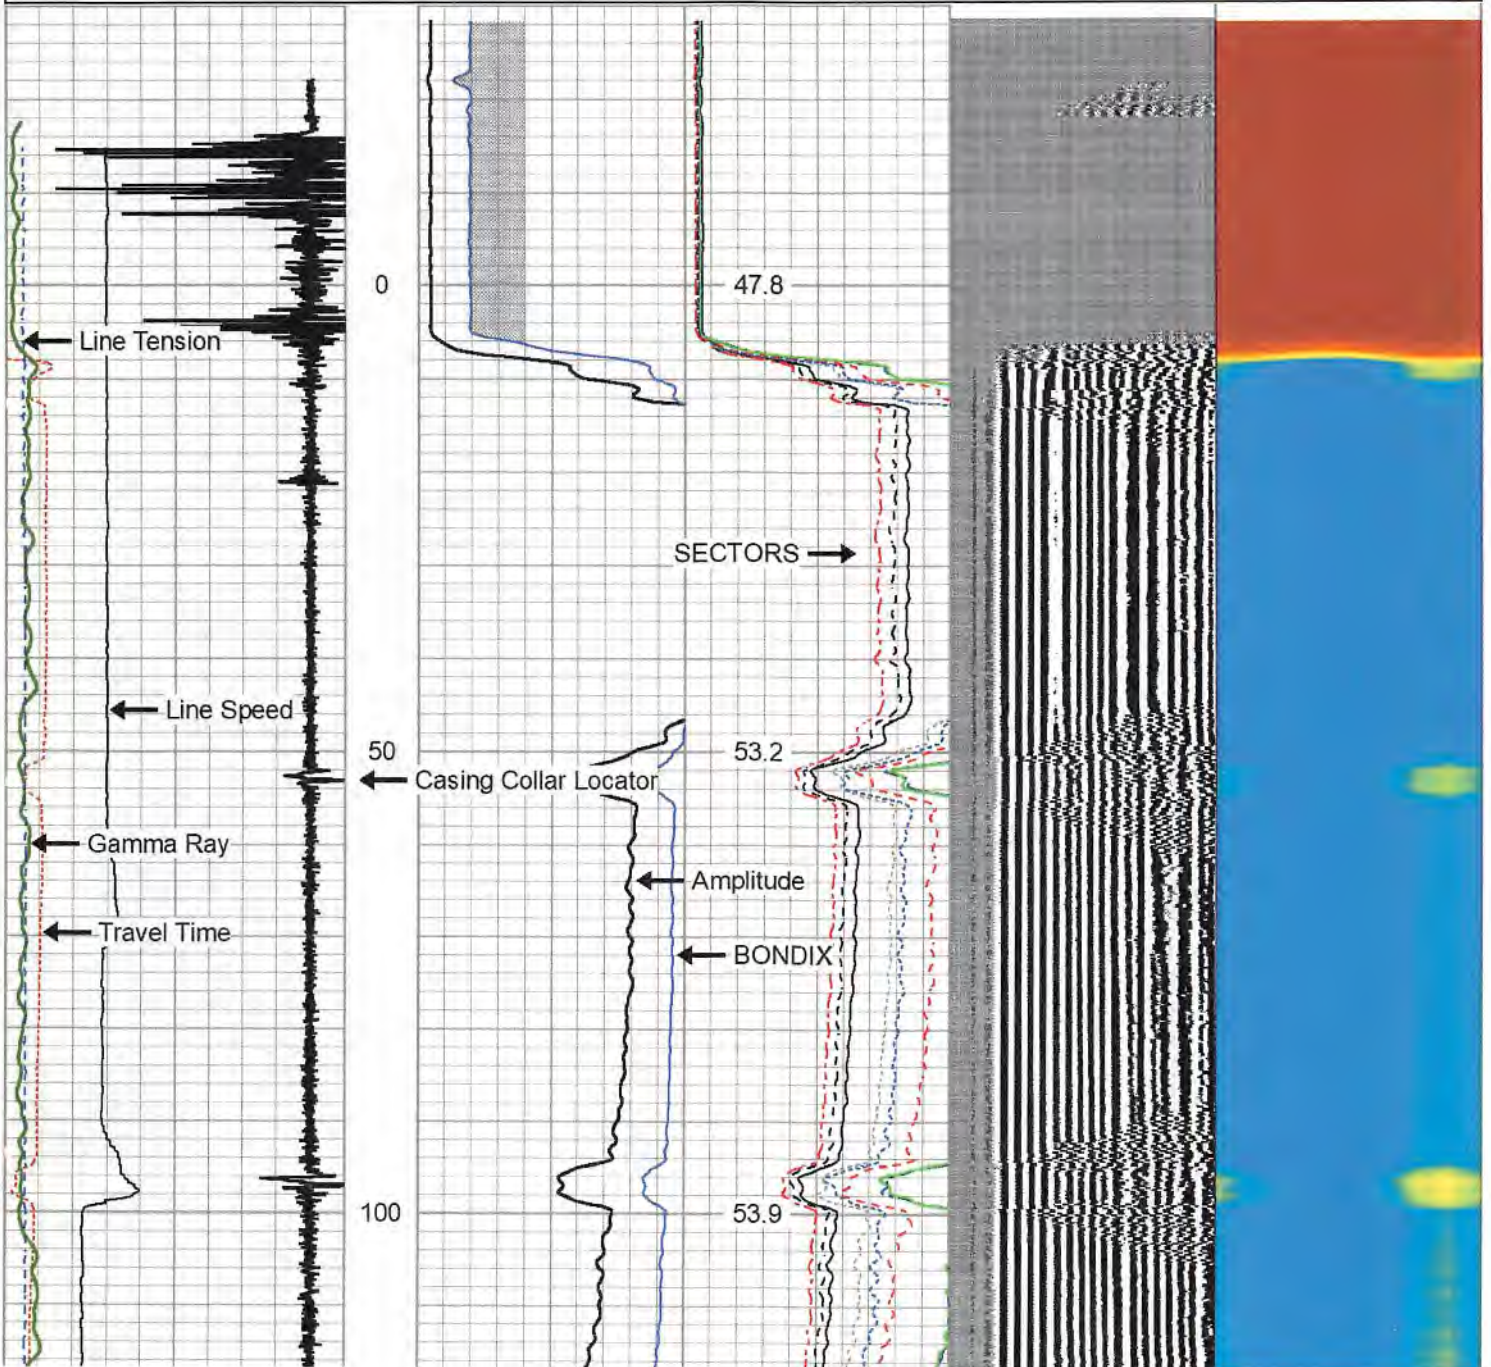 0
47.8
Line Tension
SECTORS
Line Speed
50
53.2
Casing Collar Locator
Gamma Ray
Amplitude
Travel Time
BONDIX
100
53.9